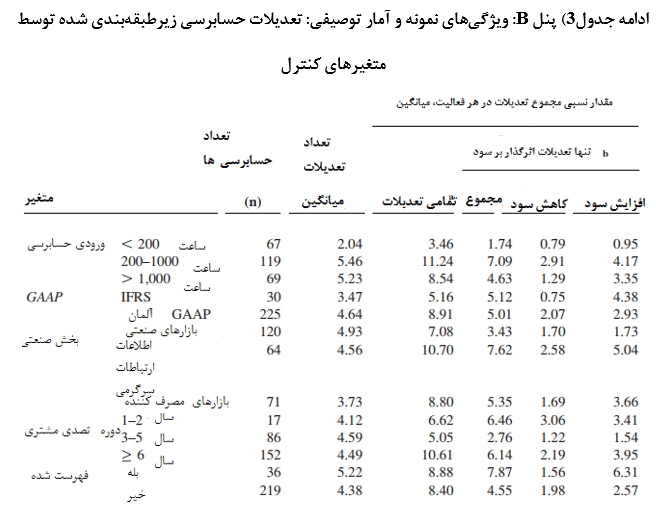 ادامه جدول3) پنل B: ویژگی‌های نمونه و آمار توصیفی: تعدیلات حسابرسی زیرطبقه‌بندی شده توسط
متغیرهای کنترل
مقدار نسبی مجموع تعدیلات در هر فعالیت، میانگین
تنها تعدیلات اثرگذار بر سود b
متغیر تعداد حسابرسی ها (n) تعداد تعدیلات میانگین تمامی تعدیلات مجموع کاهش سود افزایش سود
ورودی حسابرسی < 200 ساعت 67 2.04 3.46 1.74 0.79 0.95
200–1000 ساعت 119 5.46 11.24 7.09 2.91 4.17
> 1,000 ساعت 69 5.23 8.54 4.63 1.29 3.35
GAAP IFRS 30 3.47 5.16 5.12 0.75 4.38
GAAP آلمان 225 4.64 8.91 5.01 2.07 2.93
بخش صنعتی بازارهای صنعتی 120 4.93 7.08 3.43 1.70 1.73
اطلاعات 64 4.56 10.70 7.62 2.58 5.04
ارتباطات
سرگرمی
بازارهای مصرف کننده 71 3.73 8.80 5.35 1.69 3.66
دوره تصدی مشتری 1–2 سال 17 4.12 6.62 6.46 3.06 3.41
3–5 سال 86 4.59 5.05 2.76 1.22 1.54
≥ 6 سال 152 4.49 10.61 6.14 2.19 3.95
فهرست شده بله 36 5.22 8.88 7.87 1.56 6.31
خیر 219 4.38 8.40 4.55 1.98 2.57